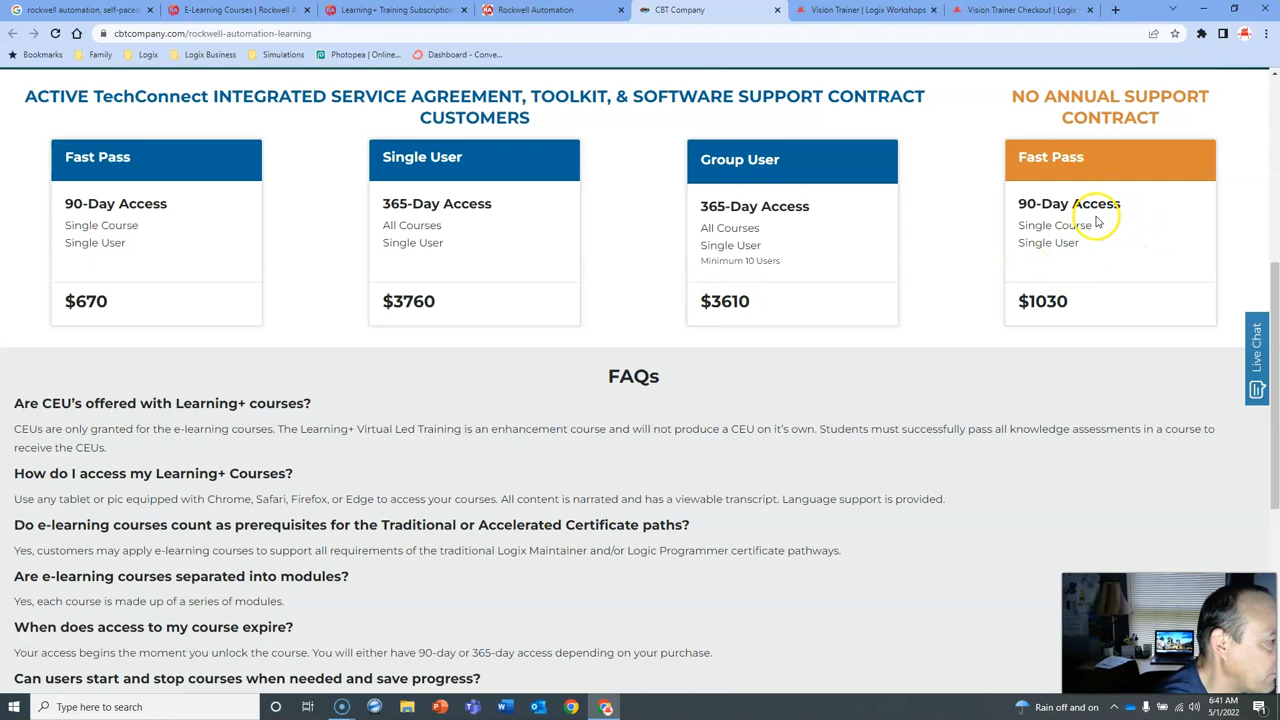 rockwell automation, self-paced
E-Learning Courses | Rockwell A
Learning+ Training Subscription
Rockwell Automation
CBT Company
Vision Trainer | Logix Workshops
Vision Trainer Checkout | Logix
cbtcompany.com/rockwell-automation-learning
Bookmarks
Family
Logix
Logix Business
Simulations
Photopea | Online...
Dashboard - Conve...
ACTIVE TechConnect INTEGRATED SERVICE AGREEMENT, TOOLKIT, & SOFTWARE SUPPORT CONTRACT
CUSTOMERS
NO ANNUAL SUPPORT
CONTRACT
Fast Pass
90-Day Access
Single Course
Single User
$670
Single User
365-Day Access
All Courses
Single User
$3760
Group User
365-Day Access
All Courses
Single User
Minimum 10 Users
$3610
Fast Pass
90-Day Access
Single Course
Single User
$1030
Live Chat
FAQs
Are CEU's offered with Learning+ courses?
CEUs are only granted for the e-learning courses. The Learning+ Virtual Led Training is an enhancement course and will not produce a CEU on it's own. Students must successfully pass all knowledge assessments in a course to
receive the CEUs.
How do I access my Learning+ Courses?
Use any tablet or pic equipped with Chrome, Safari, Firefox, or Edge to access your courses. All content is narrated and has a viewable transcript. Language support is provided.
Do e-learning courses count as prerequisites for the Traditional or Accelerated Certificate paths?
Yes, customers may apply e-learning courses to support all requirements of the traditional Logix Maintainer and/or Logic Programmer certificate pathways.
Are e-learning courses separated into modules?
Yes, each course is made up of a series of modules.
When does access to my course expire?
Your access begins the moment you unlock the course. You will either have 90-day or 365-day access depending on your purchase.
Can users start and stop courses when needed and save progress?
Type here to search
Rain off and on
6:41 AM
5/1/2022